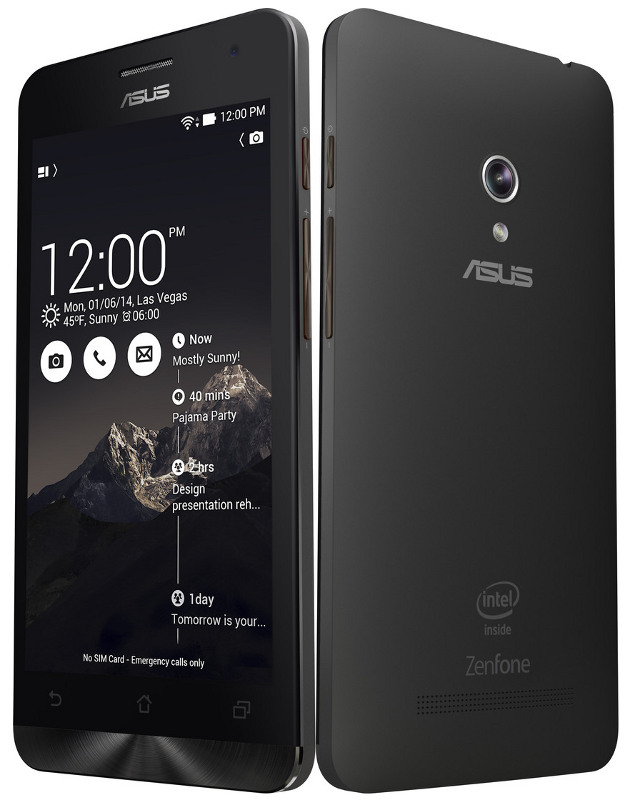 ASUS
12:00 PM
12:00 PM
Mon, 01/06/14, Las Vegas
45ºF, Sunny 06:00
Now
Mostly Sunny!
40 mins
Pajama Party
2 hrs
Design
presentation reh...
1day
Tomorrow is your...
No SIM Card - Emergency calls only
ASUS
intel
inside
Zenfone